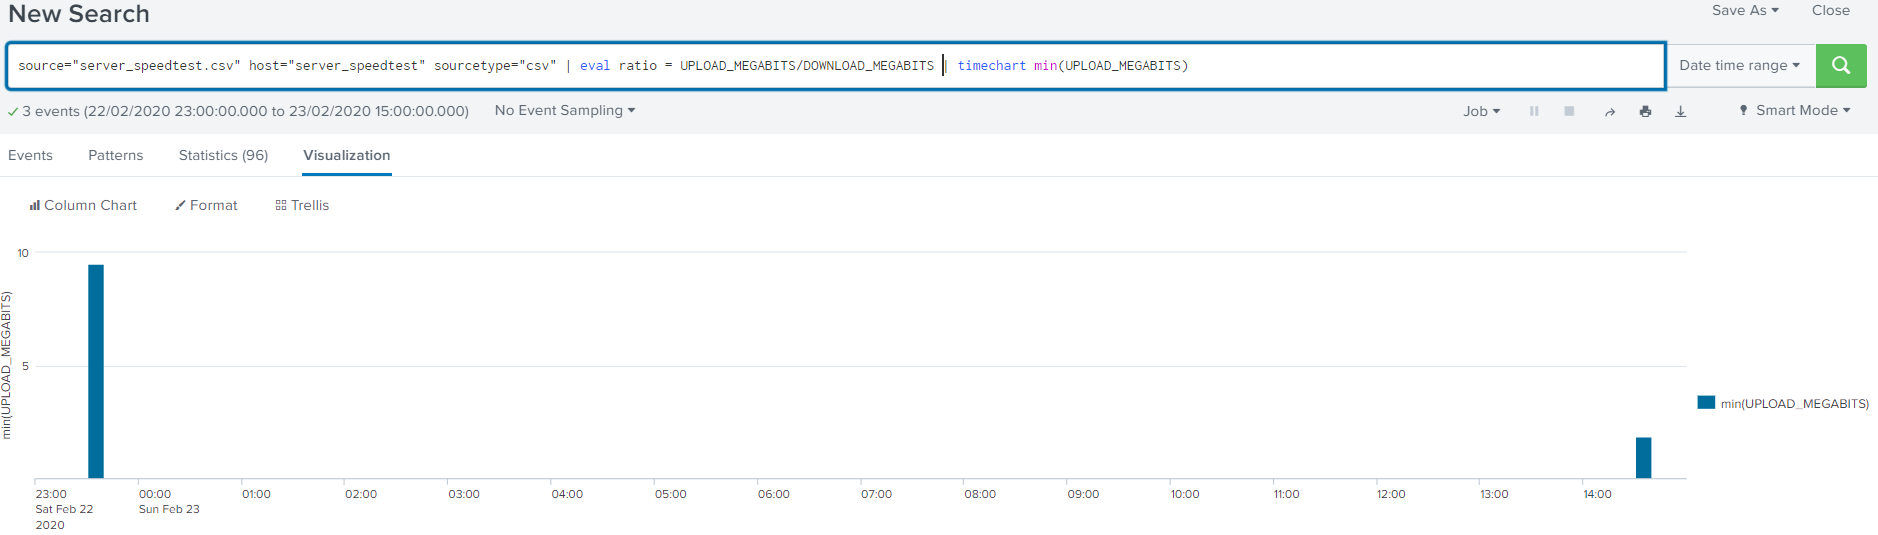 New Search
Save As Close
source="server_speedtest.csv" host="server_speedtest" sourcetype="csv" | eval ratio = UPLOAD_MEGABITS/DOWNLOAD_MEGABITS | timechart min(UPLOAD_MEGABITS)
Date time range
3 events (22/02/2020 23:00:00.000 to 23/02/2020 15:00:00.000)
No Event Sampling
Job
Smart Mode
Events Patterns Statistics (96) Visualization
Column Chart Format Trellis
10
5
min(UPLOAD_MEGABITS)
min(UPLOAD_MEGABITS)
23:00 00:00 01:00 02:00 03:00 04:00 05:00 06:00 07:00 08:00 09:00 10:00 11:00 12:00 13:00 14:00
Sat Feb 22 Sun Feb 23
2020